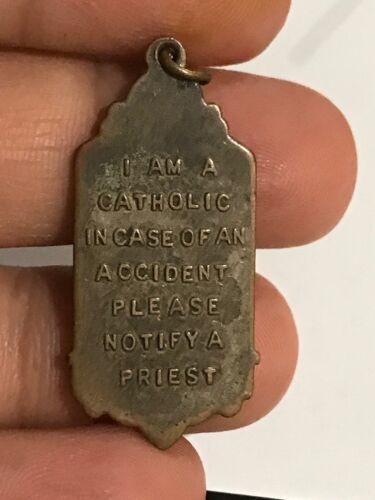 I AM A
CATHOLIC
IN CASE OF AN
ACCIDENT
PLEASE
NOTIFY A
PRIEST